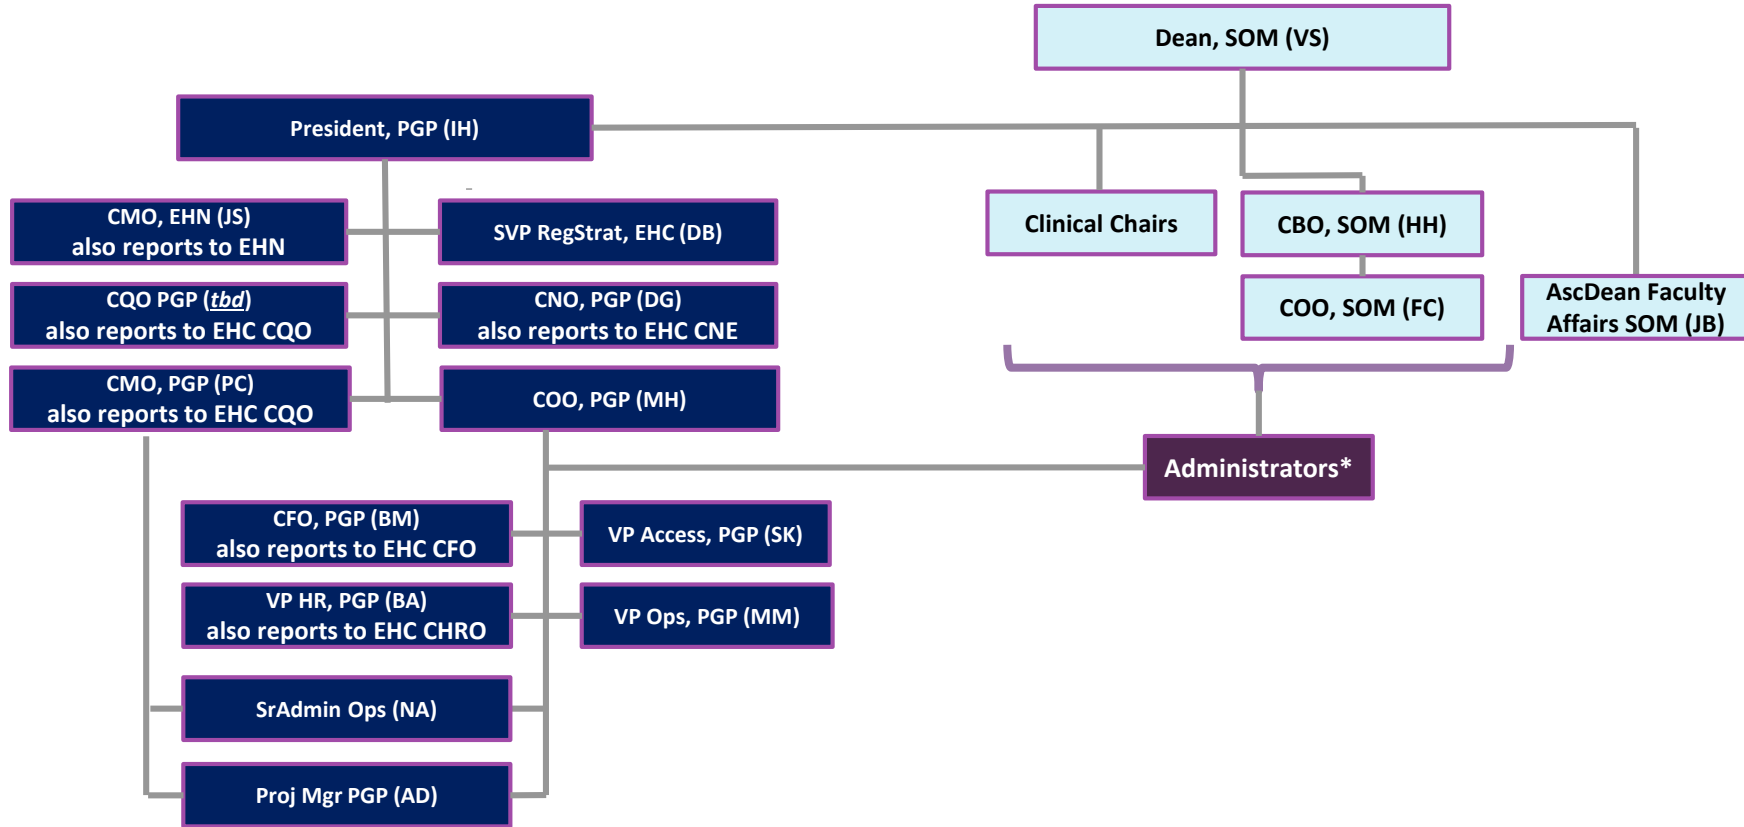 Dean, SOM (VS)
President, PGP (IH)
CMO, EHN (JS)
also reports to EHN
SVP RegStrat, EHC (DB)
Clinical Chairs
CBO, SOM (HH)
CQO PGP (tbd)
also reports to EHC CQO
CNO, PGP (DG)
also reports to EHC CNE
COO, SOM (FC)
AscDean Faculty
Affairs SOM (JB)
CMO, PGP (PC)
also reports to EHC CQO
COO, PGP (MH)
Administrators*
CFO, PGP (BM)
also reports to EHC CFO
VP Access, PGP (SK)
VP HR, PGP (BA)
also reports to EHC CHRO
VP Ops, PGP (MM)
SrAdmin Ops (NA)
Proj Mgr PGP (AD)